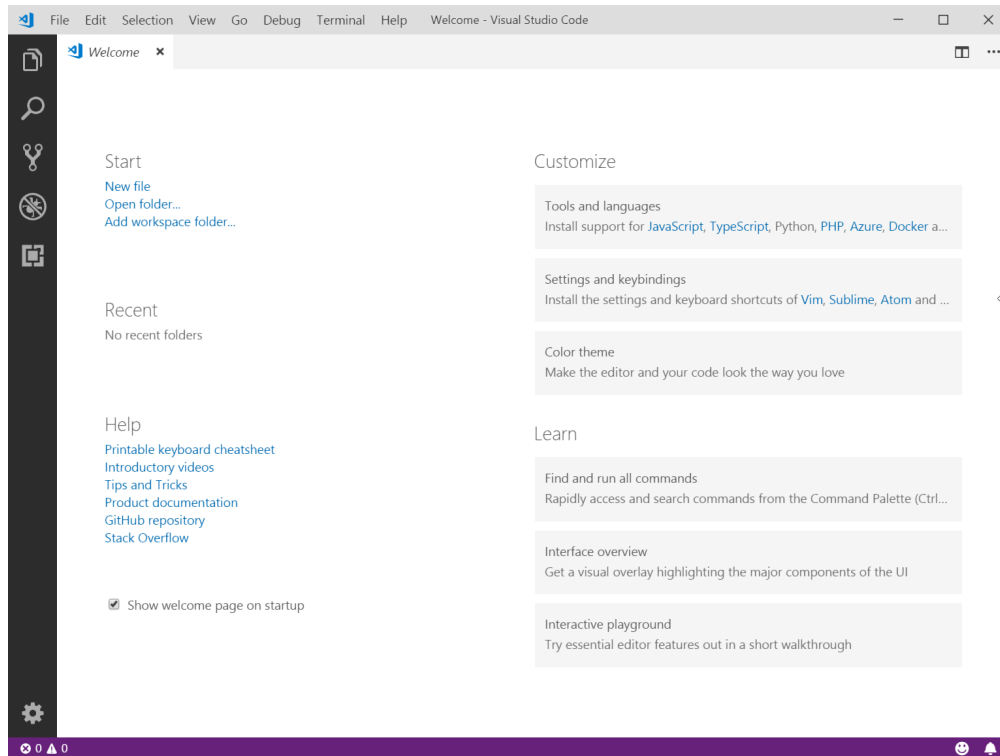 File Edit Selection View Go Debug Terminal Help Welcome - Visual Studio Code
Welcome
Start
New file
Open folder...
Add workspace folder...
Recent
No recent folders
Help
Printable keyboard cheatsheet
Introductory videos
Tips and Tricks
Product documentation
GitHub repository
Stack Overflow
Show welcome page on startup
Customize
Tools and languages
Install support for JavaScript, TypeScript, Python, PHP, Azure, Docker a...
Settings and keybindings
Install the settings and keyboard shortcuts of Vim, Sublime, Atom and ...
Color theme
Make the editor and your code look the way you love
Learn
Find and run all commands
Rapidly access and search commands from the Command Palette (Ctrl...
Interface overview
Get a visual overlay highlighting the major components of the UI
Interactive playground
Try essential editor features out in a short walkthrough
0 0